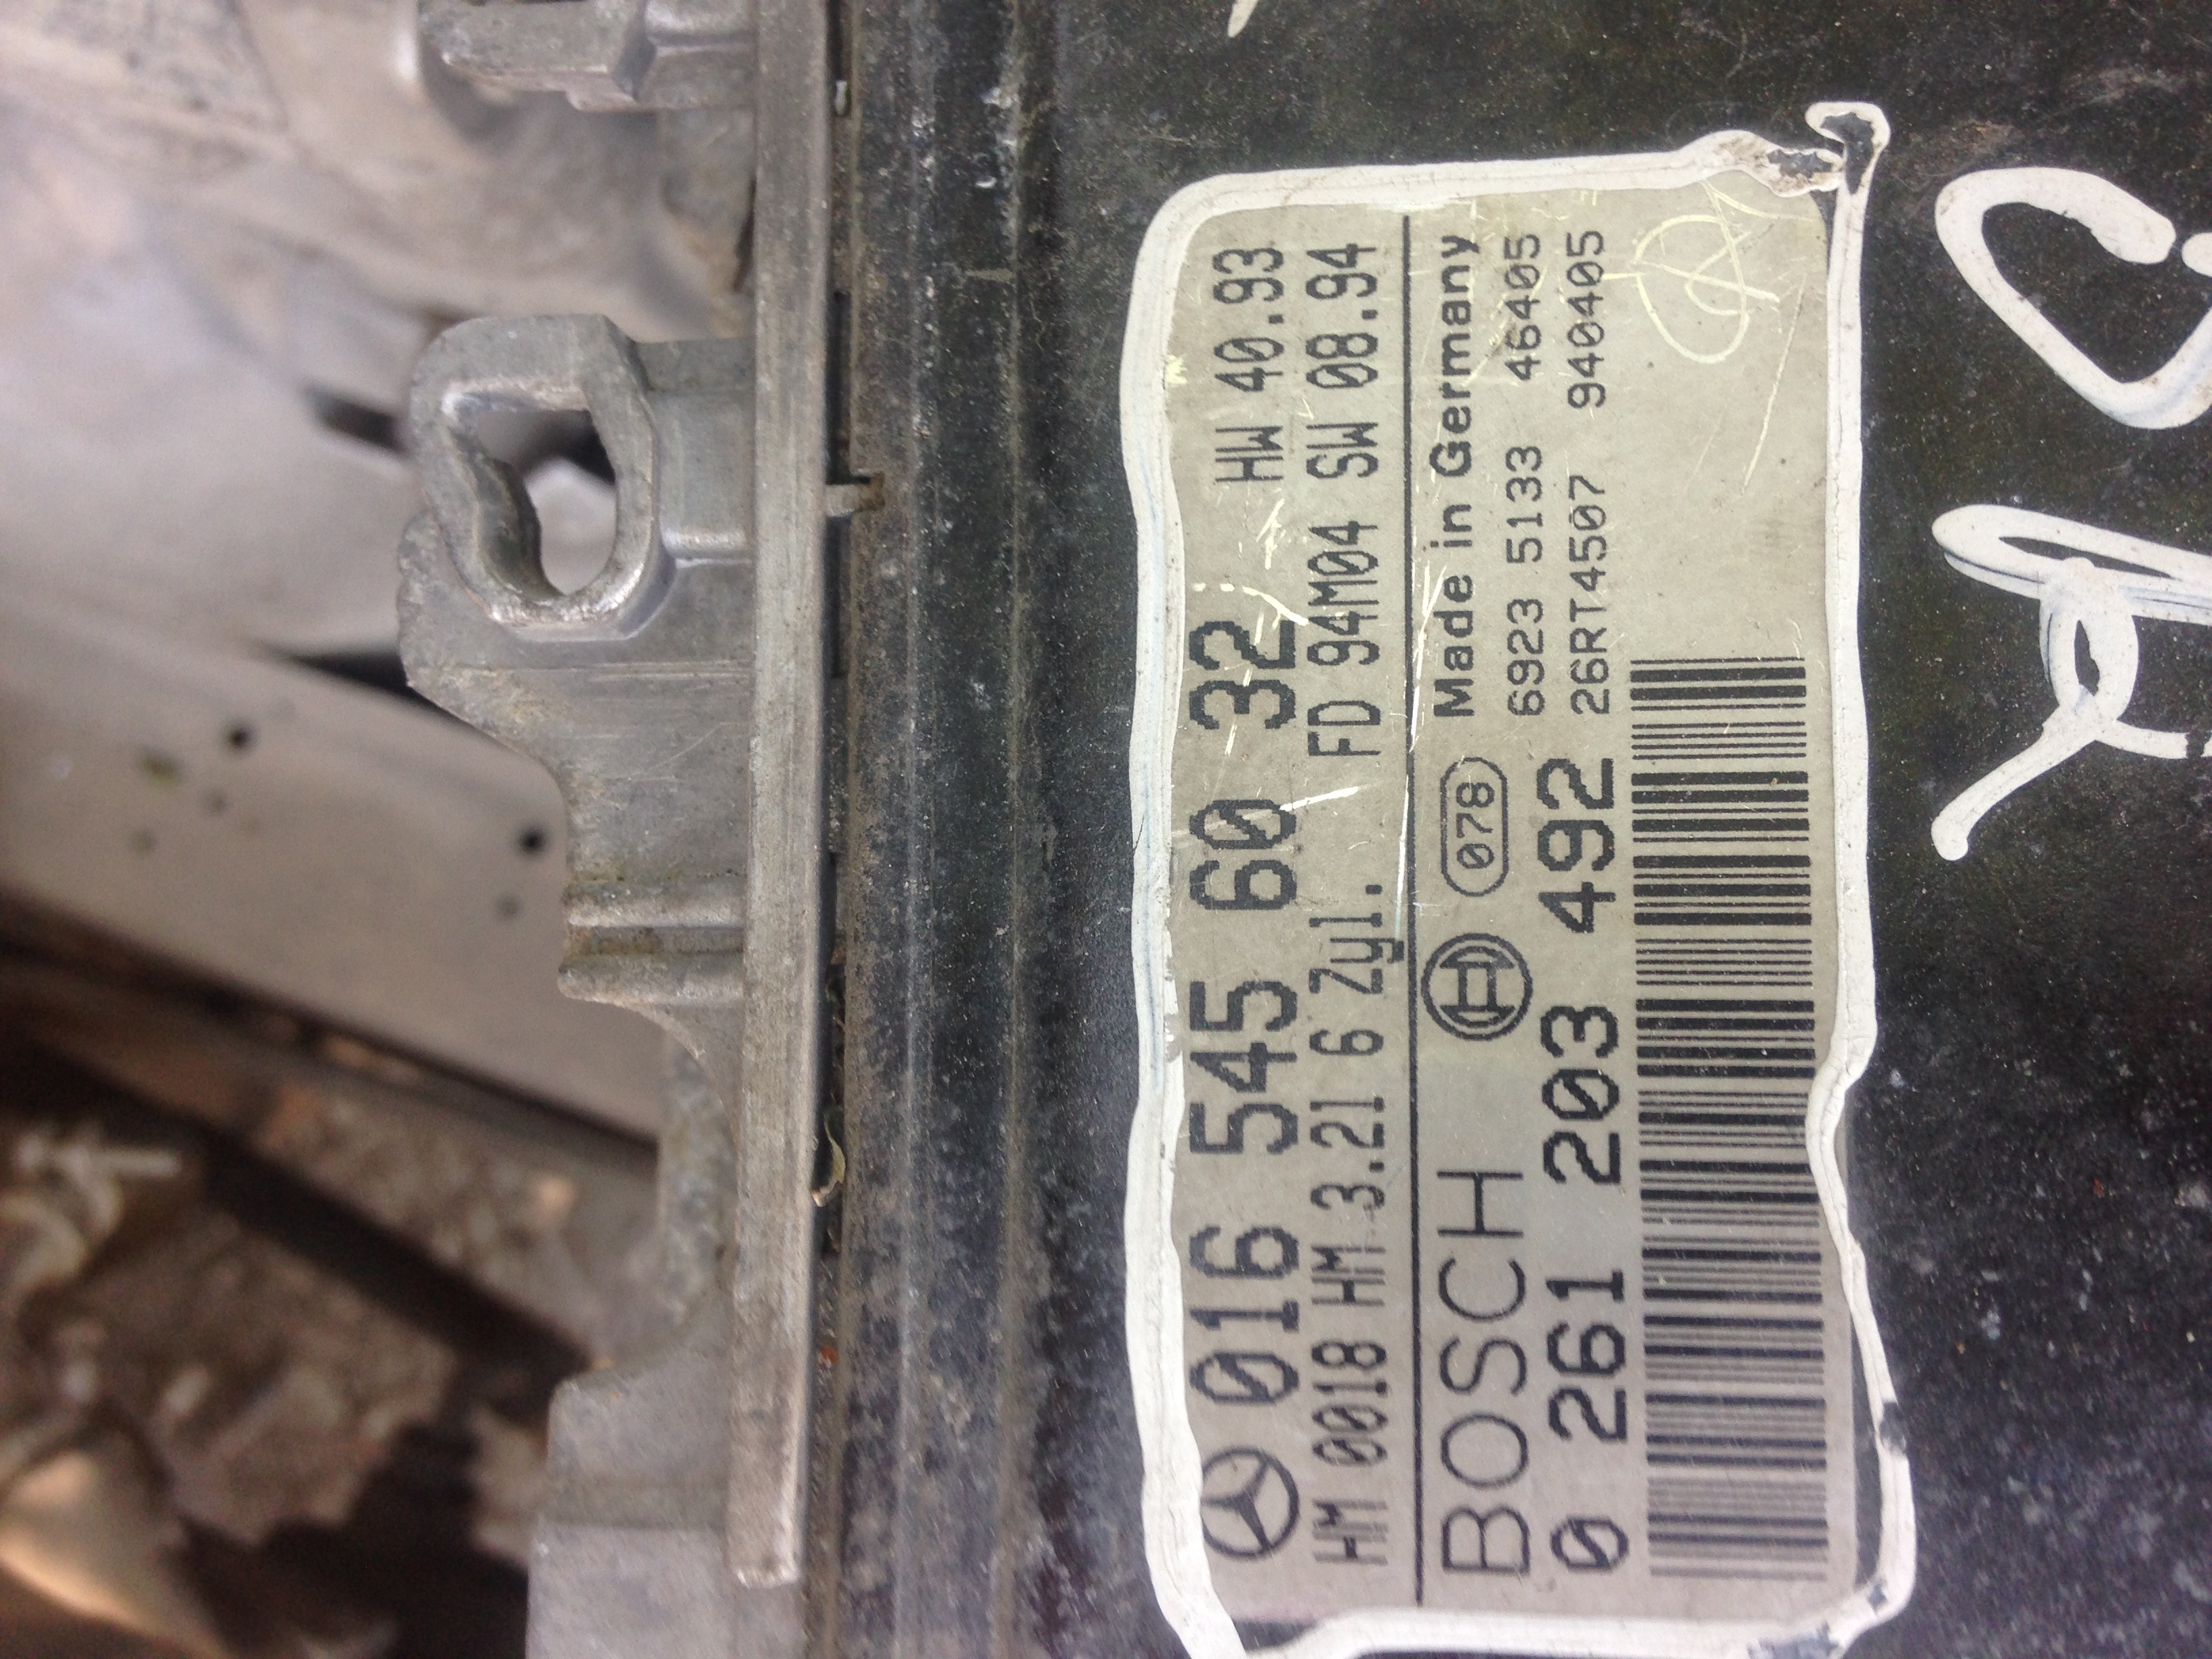 016 545 60 32 HW 40.93
HM 0018 HM 3.21 6 Zyl. FD 94M04 SW 08.94
BOSCH 078 Made in Germany
6923 5133 46405
0 261 203 492 26RT4507 940405